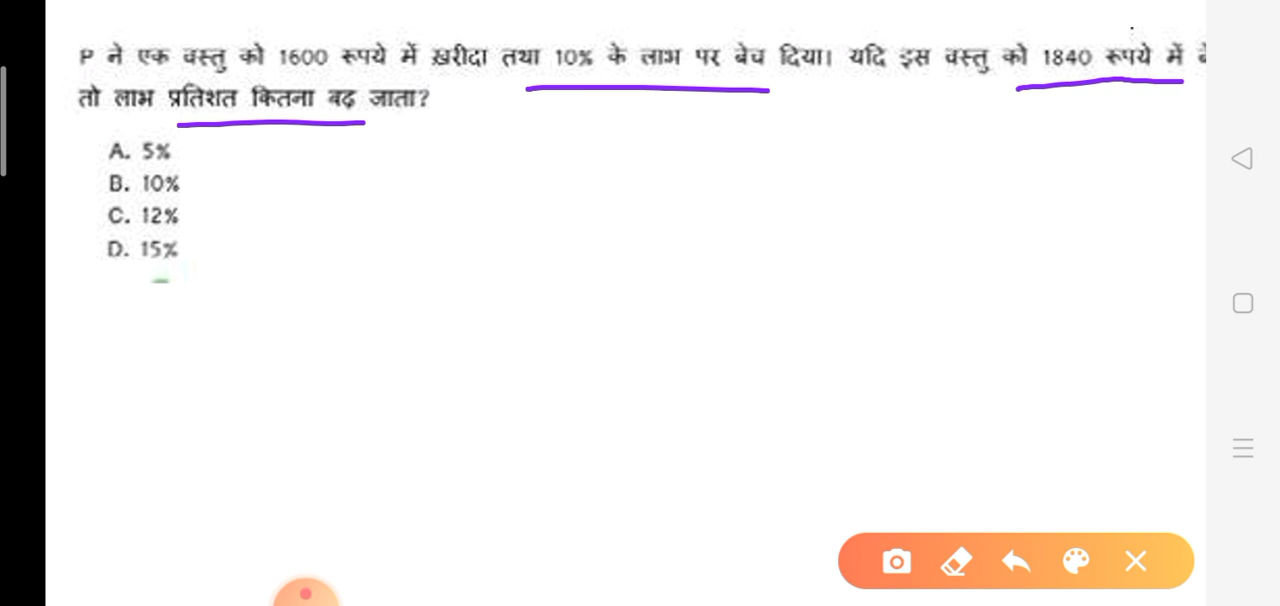 P ने एक वस्तु को 1600 रूपये में ख़रीदा तथा 10% के लाभ पर बेच दिया। यदि इस वस्तु को 1840 रूपये में
तो लाभ प्रतिशत कितना बढ़ जाता?
A. 5%
B. 10%
C. 12%
D. 15%